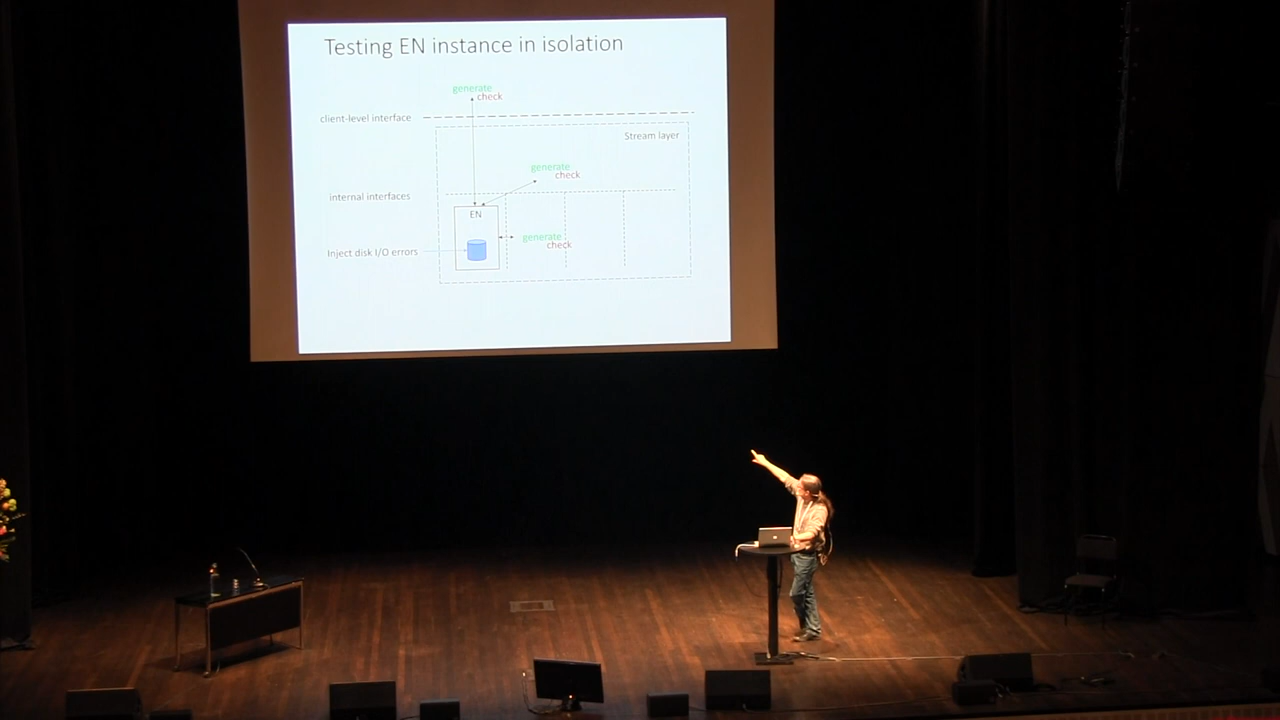 Testing EN instance in isolation
generate
check
client-level interface
Stream layer
generate
check
internal interfaces
EN
generate
check
Inject disk I/O errors